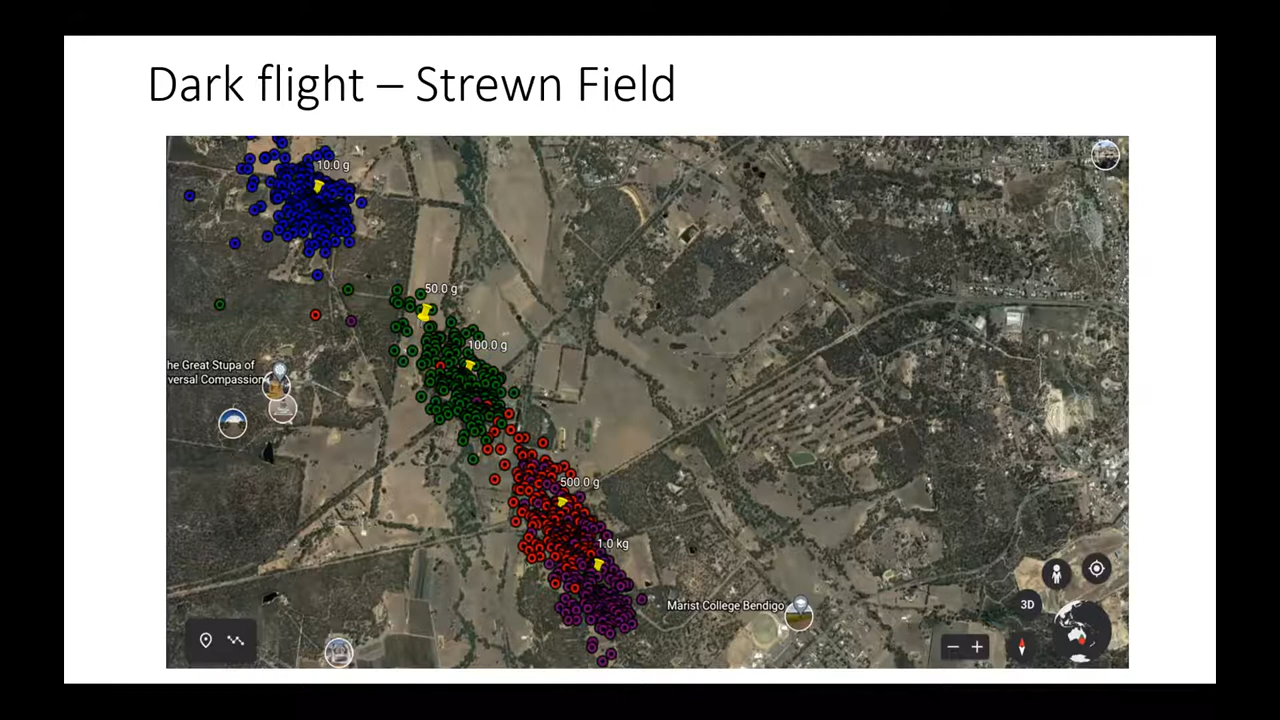 Dark flight – Strewn Field
10.0 g
50.0 g
100.0 g
he Great Stupa of
versal Compassion
500.0 g
1.0 kg
Marist College Bendigo
3D